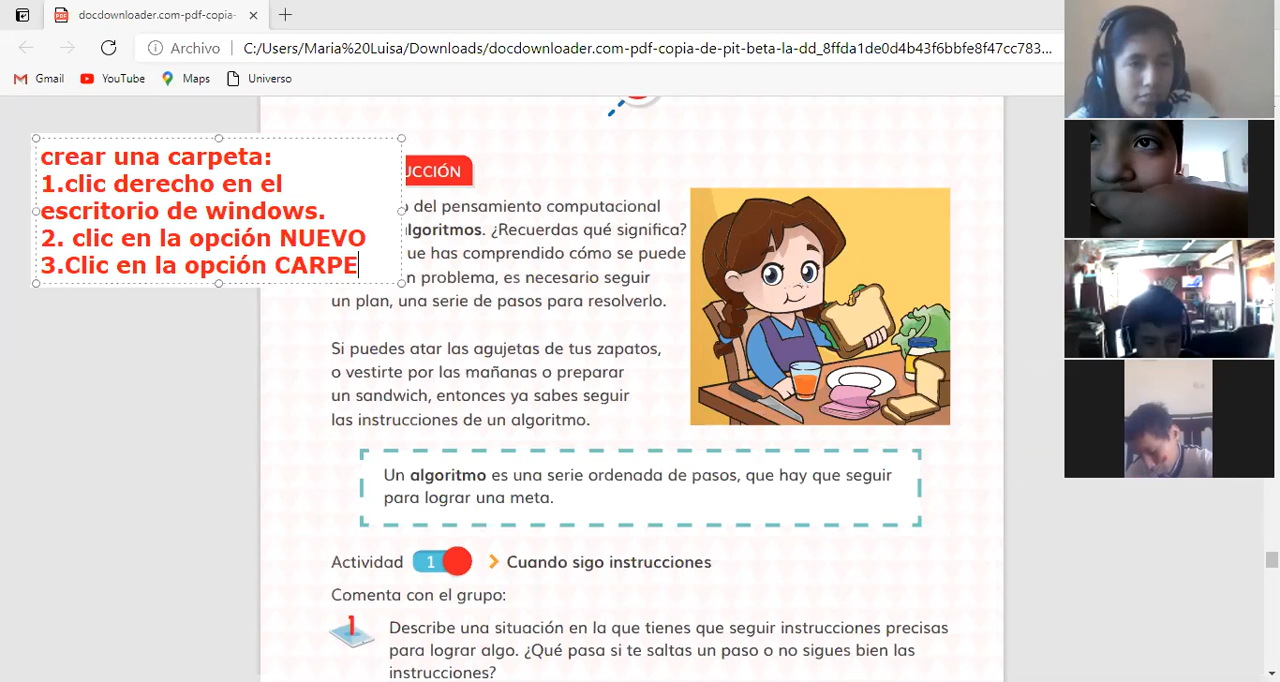 docdownloader.com-pdf-copia-
Archivo C:/Users/Maria%20Luisa/Downloads/docdownloader.com-pdf-copia-de-pit-beta-la-dd_8ffda1de0d4b43f6bbfe8f47cc783...
Gmail YouTube Maps Universo
crear una carpeta:
1.clic derecho en el
escritorio de windows.
2. clic en la opción NUEVO
3.Clic en la opción CARPE
UCCIÓN
del pensamiento computacional
algoritmos. ¿Recuerdas qué significa?
que has comprendido cómo se puede
un problema, es necesario seguir
un plan, una serie de pasos para resolverlo.
Si puedes atar las agujetas de tus zapatos,
o vestirte por las mañanas o preparar
un sandwich, entonces ya sabes seguir
las instrucciones de un algoritmo.
Un algoritmo es una serie ordenada de pasos, que hay que seguir
para lograr una meta.
Actividad 1 Cuando sigo instrucciones
Comenta con el grupo:
1 Describe una situación en la que tienes que seguir instrucciones precisas
para lograr algo. ¿Qué pasa si te saltas un paso o no sigues bien las
instrucciones?